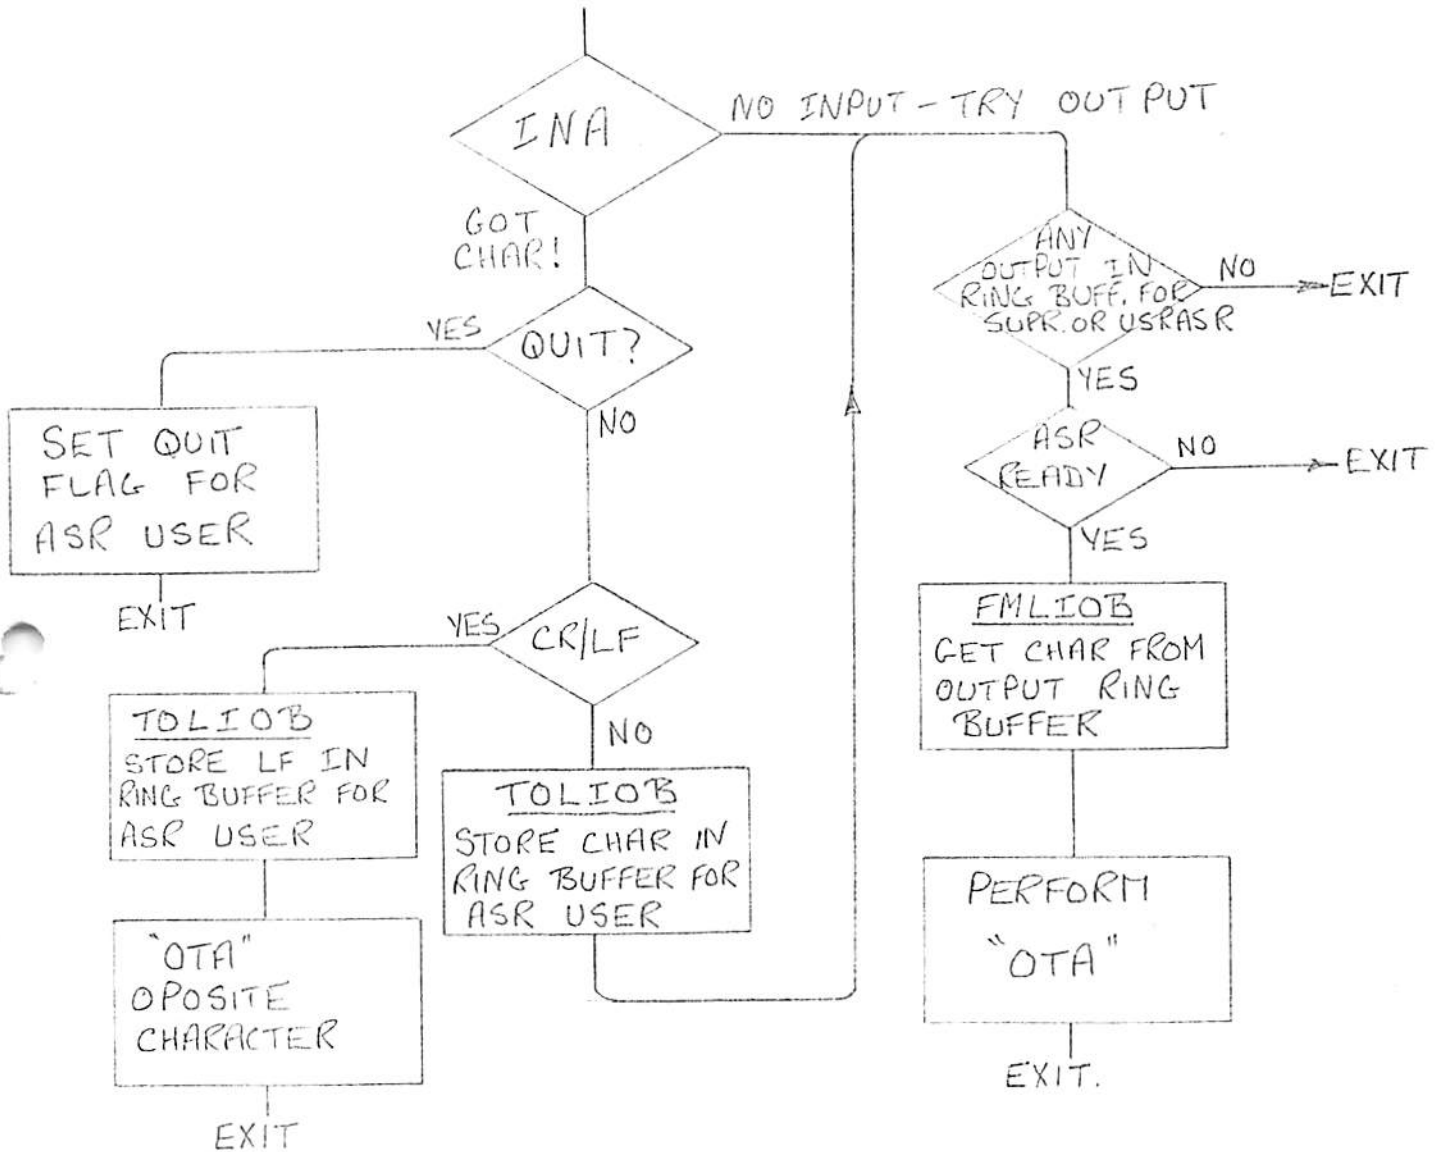 INA
NO INPUT - TRY OUTPUT
GOT
CHAR!
ANY
OUTPUT IN
RING BUFF. FOR
SUPR. OR USRASR
NO
EXIT
YES
QUIT?
YES
NO
SET QUIT
FLAG FOR
ASR USER
EXIT
ASR
READY
NO
EXIT
YES
CR/LF
YES
NO
TOLIOB
STORE LF IN
RING BUFFER FOR
ASR USER
"OTA"
OPOSITE
CHARACTER
EXIT
TOLIOB
STORE CHAR IN
RING BUFFER FOR
ASR USER
FMLIOB
GET CHAR FROM
OUTPUT RING
BUFFER
PERFORM
"OTA"
EXIT.